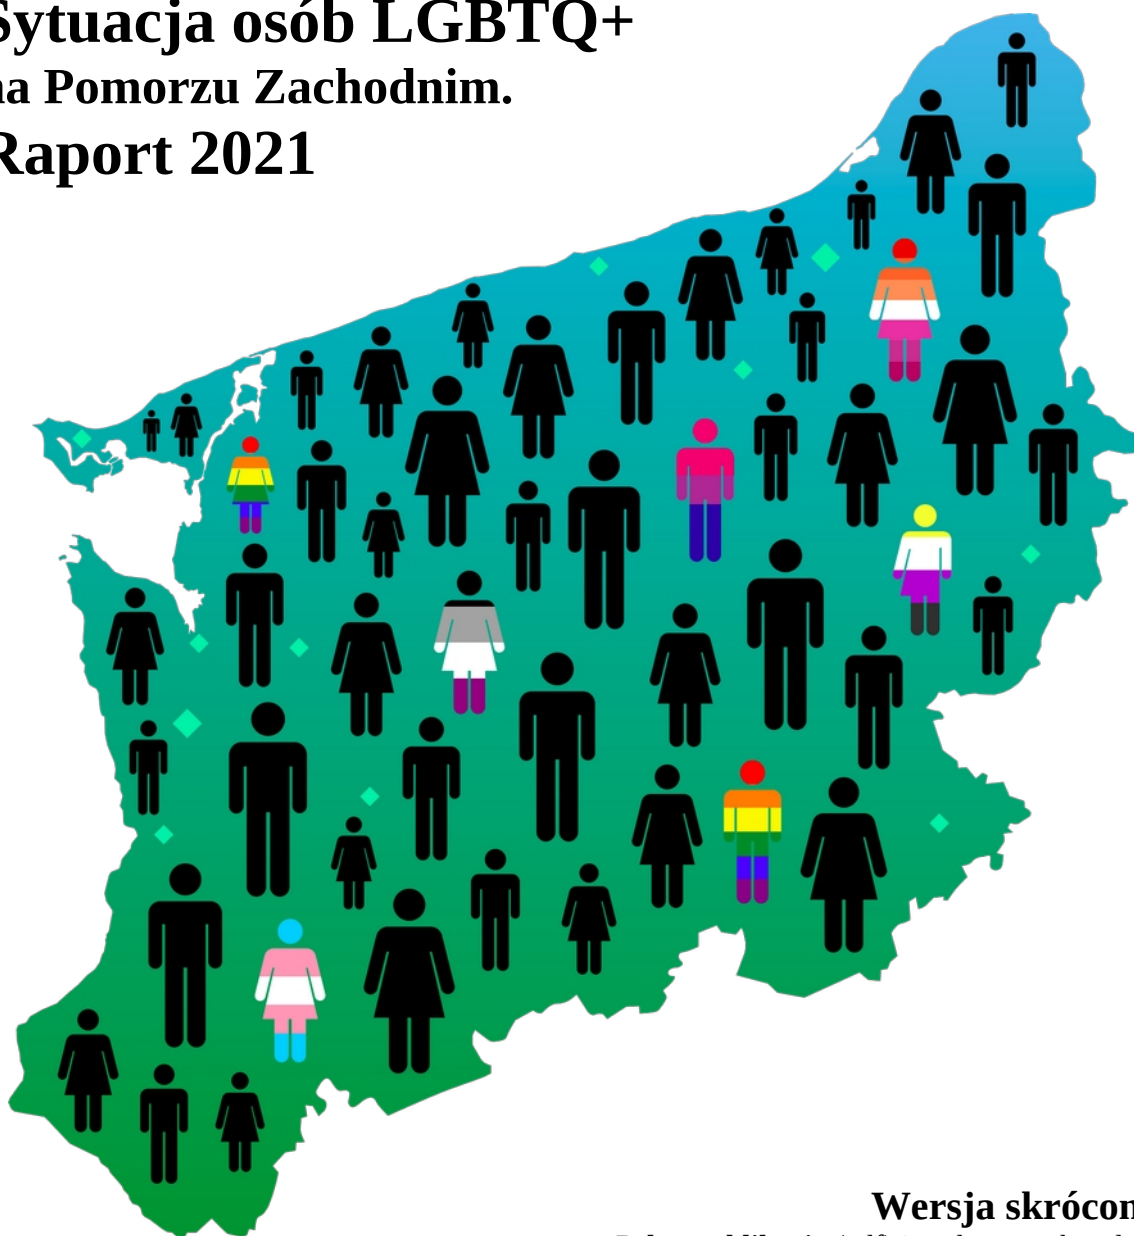 Sytuacja osób LGBTQ+
na Pomorzu Zachodnim.
Raport 2021
Wersja skrócon